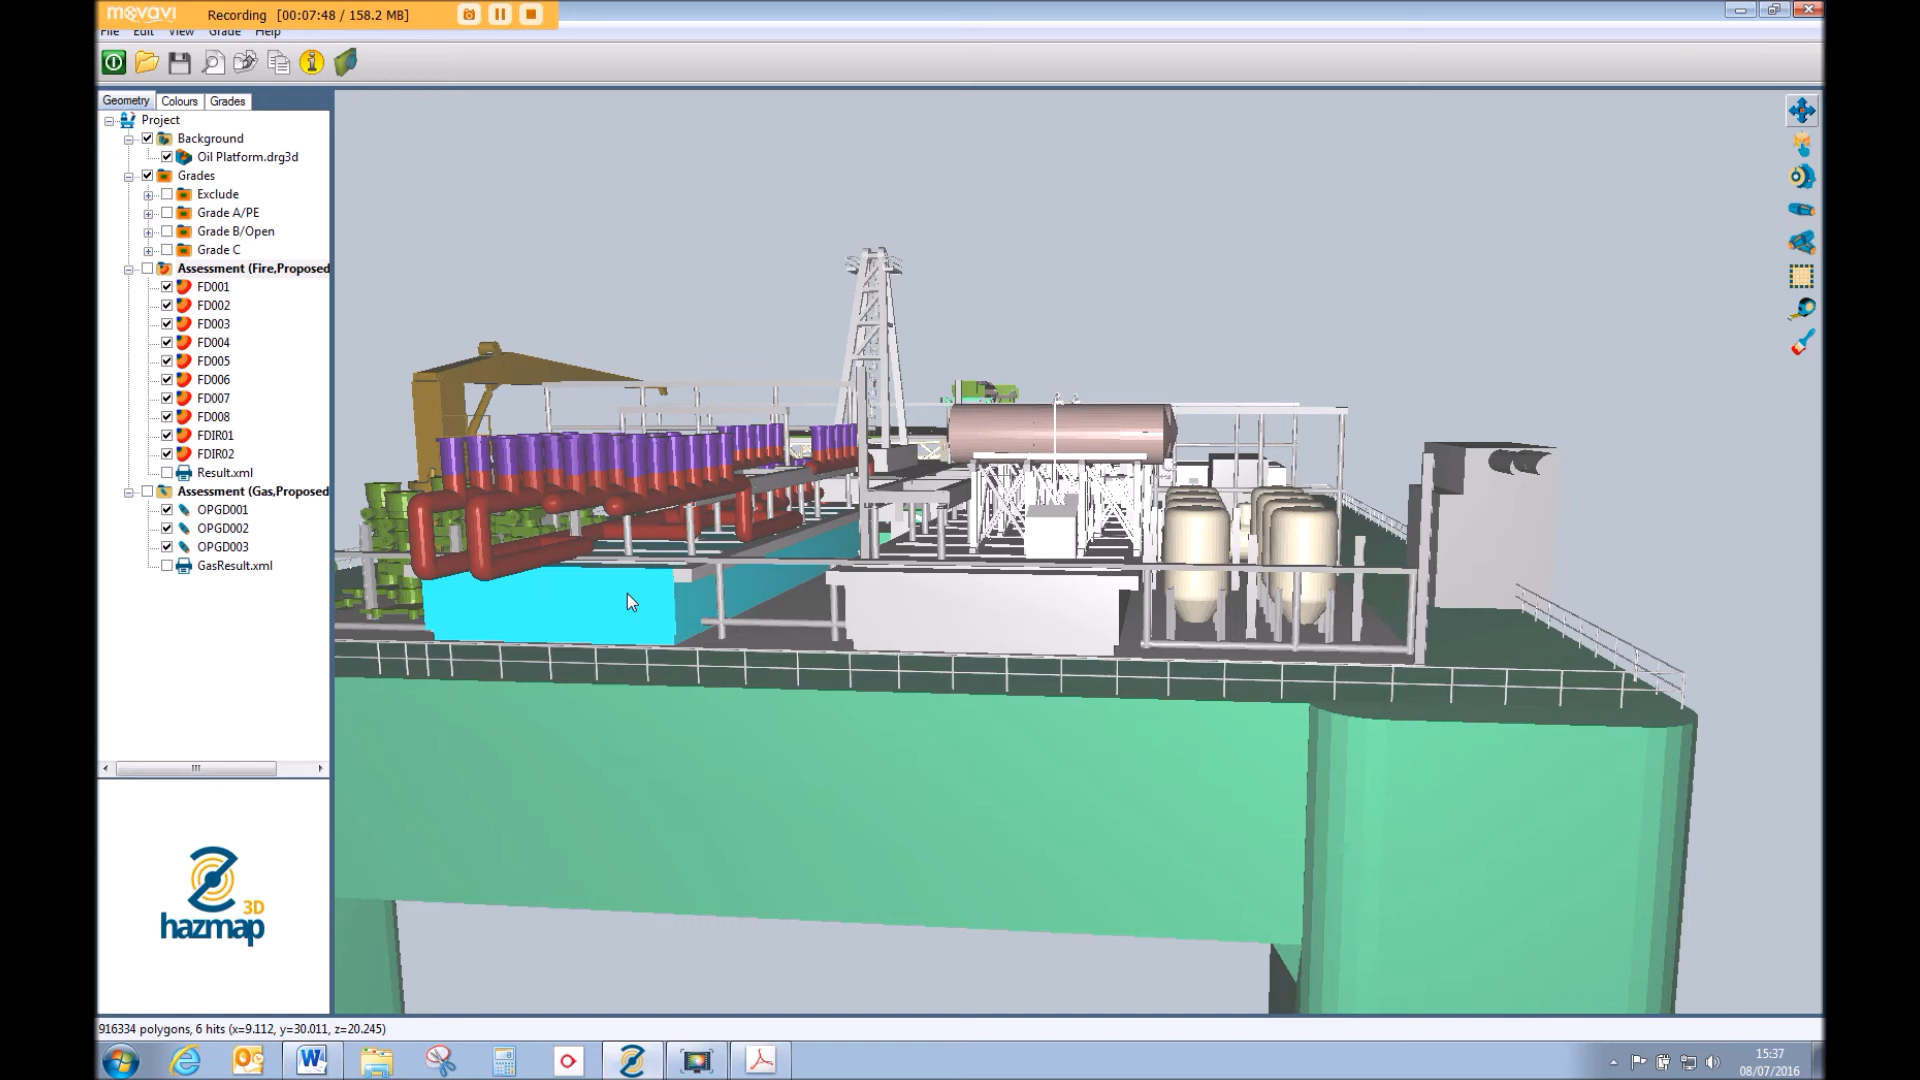 movavi
Recording [00:07:48 / 158.2 MB]
File Edit View Grade Help
Geometry Colours Grades
Project
Background
Oil Platform.drg3d
Grades
Exclude
Grade A/PE
Grade B/Open
Grade C
Assessment (Fire,Proposed
FD001
FD002
FD003
FD004
FD005
FD006
FD007
FD008
FDIR01
FDIR02
Result.xml
Assessment (Gas,Proposed
OPGD001
OPGD002
OPGD003
GasResult.xml
3D
hazmap
916334 polygons, 6 hits (x=9.112, y=30.011, z=20.245)
15:37
08/07/2016